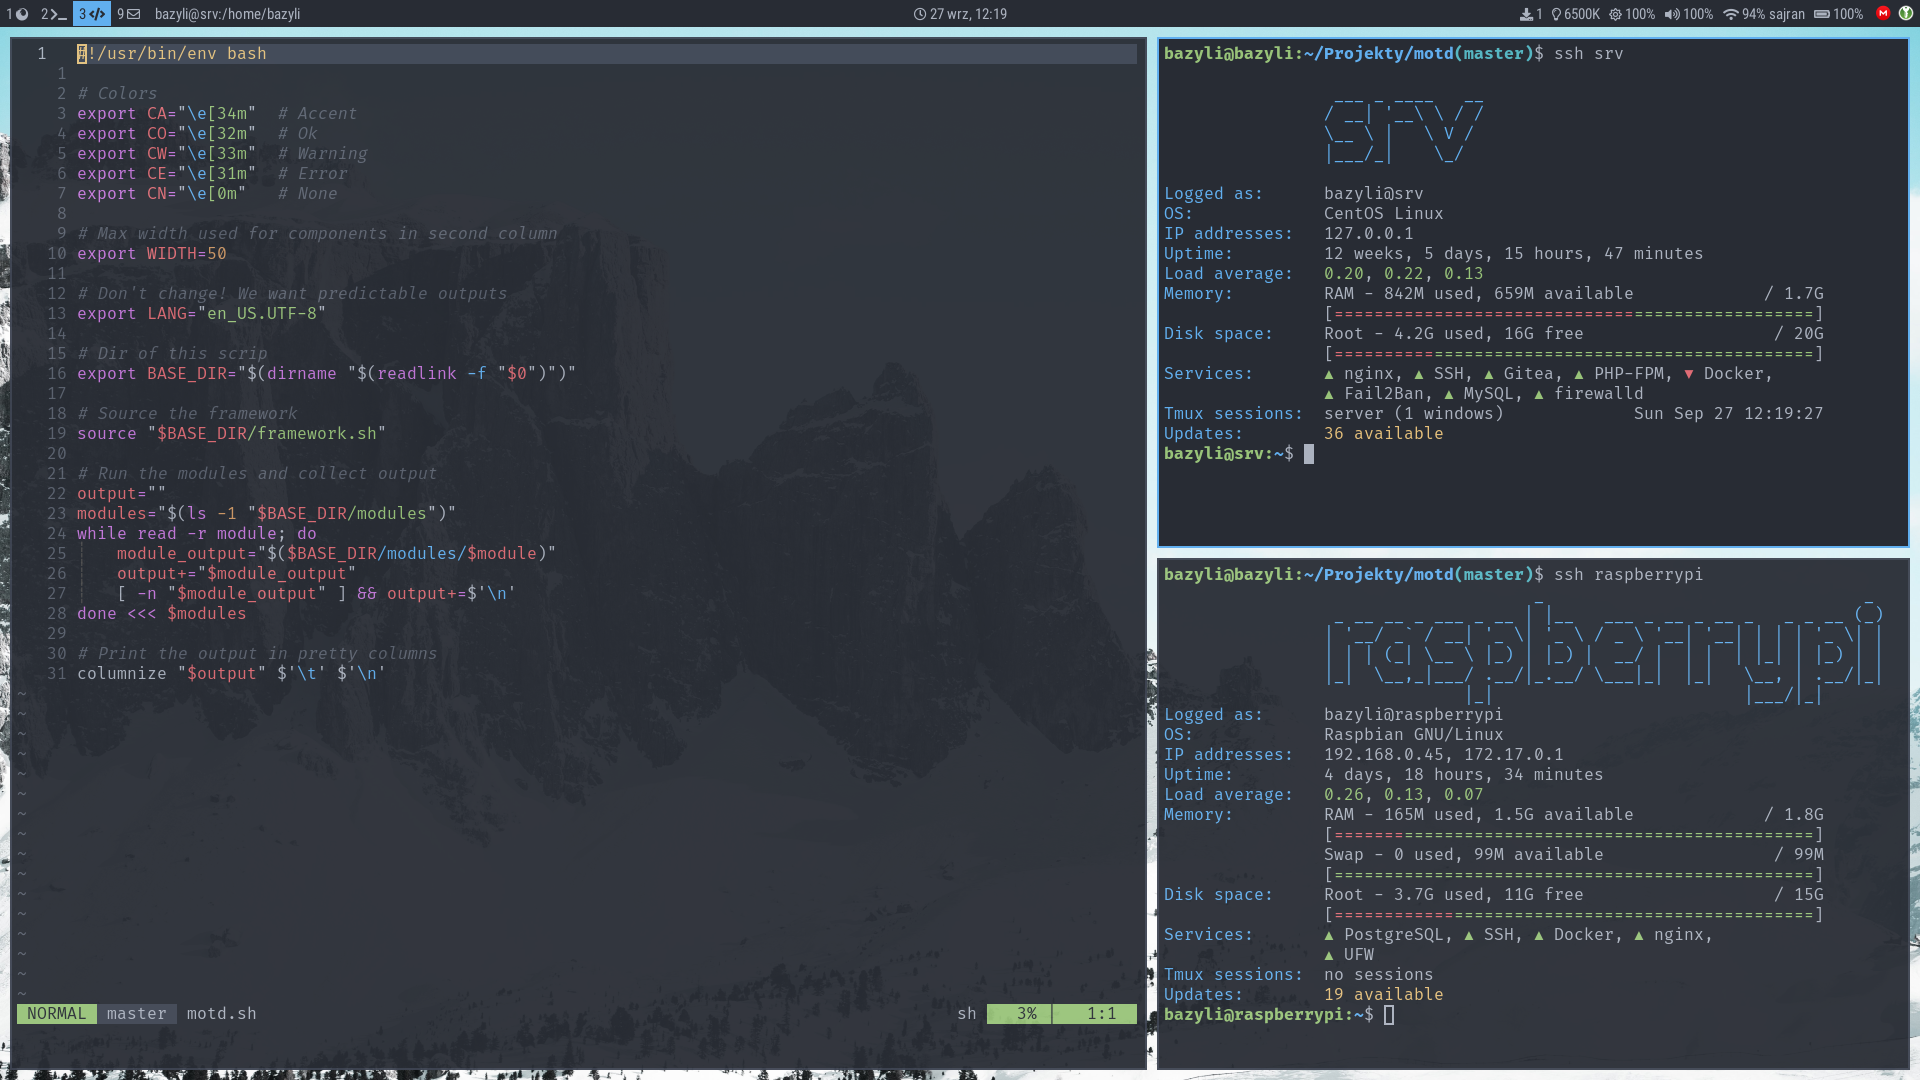 1 2 3 9 bazyli@srv:/home/bazyli 27 wrz, 12:19 1 6500K 100% 100% 94% sajran 100% M
1 #!/usr/bin/env bash
1
2 # Colors
3 export CA="\e[34m"  # Accent
4 export CO="\e[32m"  # Ok
5 export CW="\e[33m"  # Warning
6 export CE="\e[31m"  # Error
7 export CN="\e[0m"   # None
8
9 # Max width used for components in second column
10 export WIDTH=50
11
12 # Don't change! We want predictable outputs
13 export LANG="en_US.UTF-8"
14
15 # Dir of this scrip
16 export BASE_DIR="$(dirname "$(readlink -f "$0")")"
17
18 # Source the framework
19 source "$BASE_DIR/framework.sh"
20
21 # Run the modules and collect output
22 output=""
23 modules="$(ls -1 "$BASE_DIR/modules")"
24 while read -r module; do
25     module_output="$($BASE_DIR/modules/$module)"
26     output+="$module_output"
27     [ -n "$module_output" ] && output+=$'\n'
28 done <<< $modules
29
30 # Print the output in pretty columns
31 columnize "$output" $'\t' $'\n'
NORMAL master motd.sh sh 3% 1:1
bazyli@bazyli:~/Projekty/motd(master)$ ssh srv
srv
Logged as: bazyli@srv
OS: CentOS Linux
IP addresses: 127.0.0.1
Uptime: 12 weeks, 5 days, 15 hours, 47 minutes
Load average: 0.20, 0.22, 0.13
Memory: RAM - 842M used, 659M available / 1.7G
[================================================]
Disk space: Root - 4.2G used, 16G free / 20G
[================================================]
Services: ▲ nginx, ▲ SSH, ▲ Gitea, ▲ PHP-FPM, ▼ Docker,
▲ Fail2Ban, ▲ MySQL, ▲ firewalld
Tmux sessions: server (1 windows) Sun Sep 27 12:19:27
Updates: 36 available
bazyli@srv:~$
bazyli@bazyli:~/Projekty/motd(master)$ ssh raspberrypi
raspberrypi
Logged as: bazyli@raspberrypi
OS: Raspbian GNU/Linux
IP addresses: 192.168.0.45, 172.17.0.1
Uptime: 4 days, 18 hours, 34 minutes
Load average: 0.26, 0.13, 0.07
Memory: RAM - 165M used, 1.5G available / 1.8G
[================================================]
Swap - 0 used, 99M available / 99M
[================================================]
Disk space: Root - 3.7G used, 11G free / 15G
[================================================]
Services: ▲ PostgreSQL, ▲ SSH, ▲ Docker, ▲ nginx,
▲ UFW
Tmux sessions: no sessions
Updates: 19 available
bazyli@raspberrypi:~$